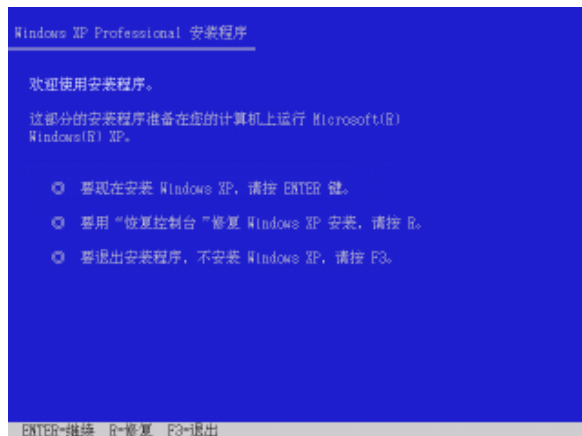 Windows XP Professional 安装程序
欢迎使用安装程序。
这部分的安装程序准备在您的计算机上运行 Microsoft(R)
Windows(R) XP。
◎ 要现在安装 Windows XP，请按 ENTER 键。
◎ 要用“恢复控制台”修复 Windows XP 安装，请按 R。
◎ 要退出安装程序，不安装 Windows XP，请按 F3。
ENTER=继续 R=修复 F3=退出